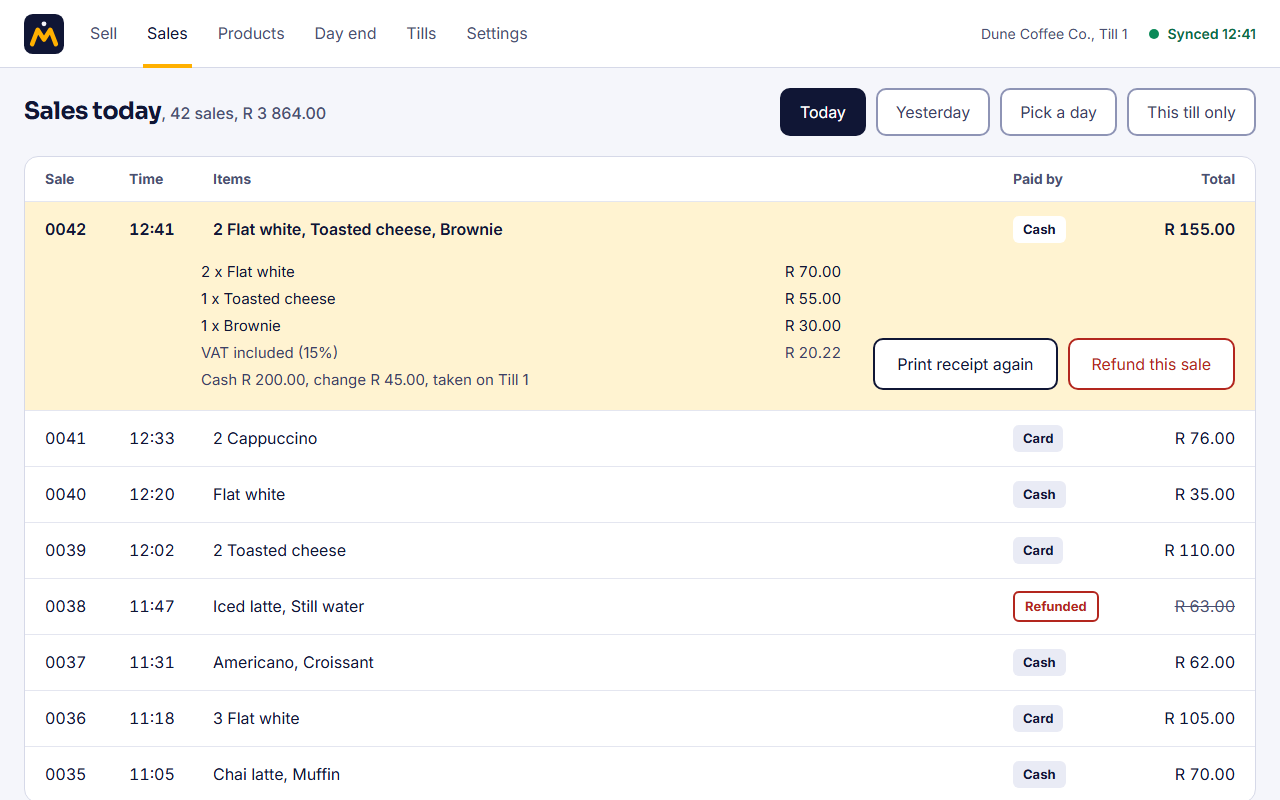 Sell Sales Products Day end Tills Settings Dune Coffee Co., Till 1 Synced 12:41
Sales today, 42 sales, R 3 864.00 Today Yesterday Pick a day This till only
Sale Time Items Paid by Total
0042 12:41 2 Flat white, Toasted cheese, Brownie Cash R 155.00
2 x Flat white R 70.00
1 x Toasted cheese R 55.00
1 x Brownie R 30.00
VAT included (15%) R 20.22
Print receipt again Refund this sale
Cash R 200.00, change R 45.00, taken on Till 1
0041 12:33 2 Cappuccino Card R 76.00
0040 12:20 Flat white Cash R 35.00
0039 12:02 2 Toasted cheese Card R 110.00
0038 11:47 Iced latte, Still water Refunded R 63.00
0037 11:31 Americano, Croissant Cash R 62.00
0036 11:18 3 Flat white Card R 105.00
0035 11:05 Chai latte, Muffin Cash R 70.00